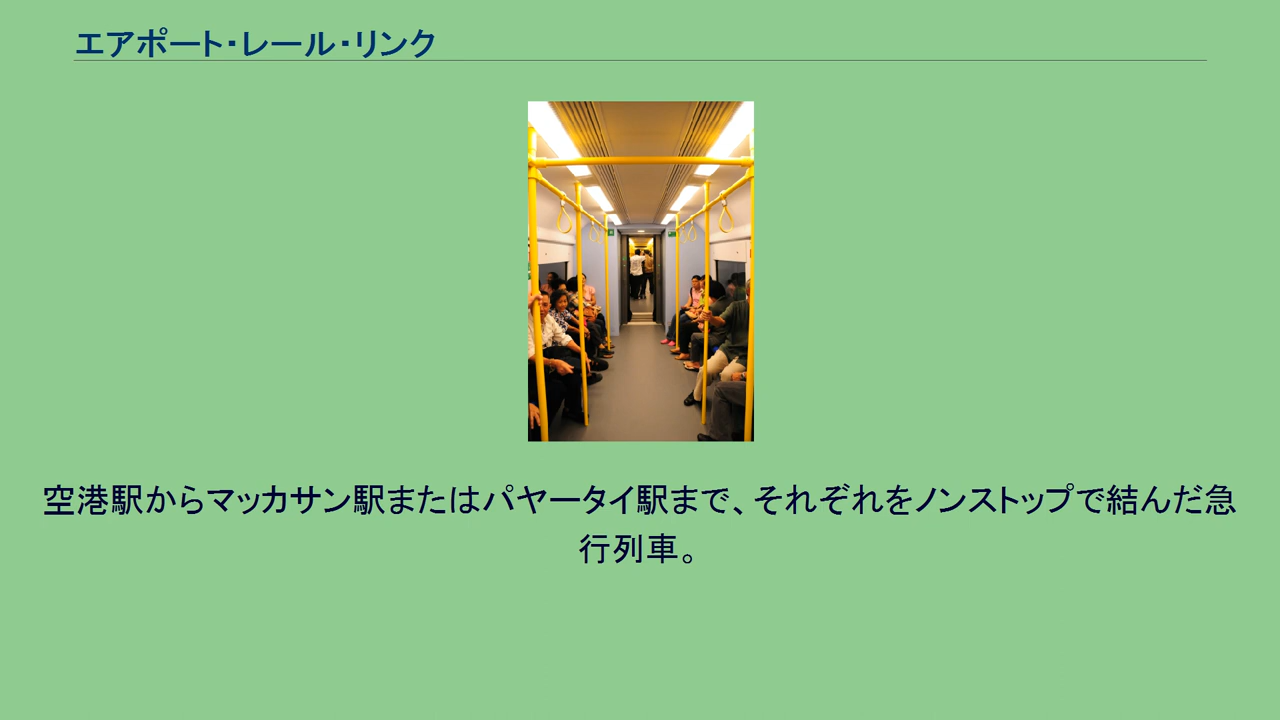 エアポート・レール・リンク
空港駅からマッカサン駅またはパヤータイ駅まで、それぞれをノンストップで結んだ急
行列車。